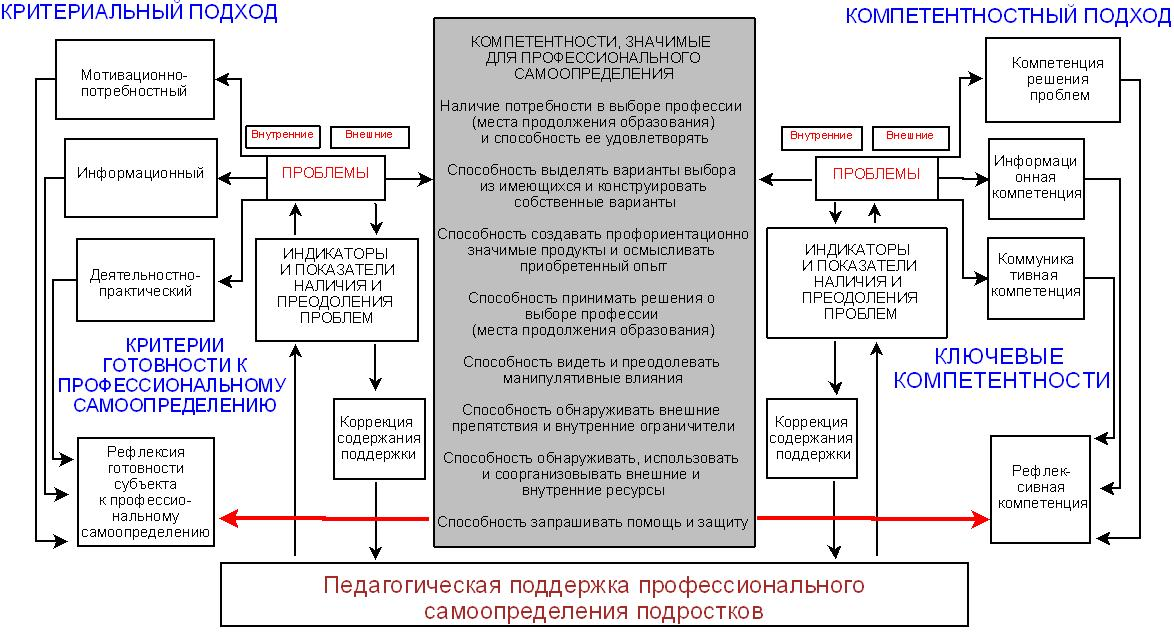 КРИТЕРИАЛЬНЫЙ ПОДХОД
КОМПЕТЕНТНОСТНЫЙ ПОДХОД
Мотивационно-
потребностный
Информационный
Деятельностно-
практический
КРИТЕРИИ
ГОТОВНОСТИ К
ПРОФЕССИОНАЛЬНОМУ
САМООПРЕДЕЛЕНИЮ
Рефлексия
готовности
субъекта
к профессио-
нальному
самоопределению
Внутренние
Внешние
ПРОБЛЕМЫ
ИНДИКАТОРЫ
И ПОКАЗАТЕЛИ
НАЛИЧИЯ И
ПРЕОДОЛЕНИЯ
ПРОБЛЕМ
Коррекция
содержания
поддержки
КОМПЕТЕНТНОСТИ, ЗНАЧИМЫЕ
ДЛЯ ПРОФЕССИОНАЛЬНОГО
САМООПРЕДЕЛЕНИЯ
Наличие потребности в выборе профессии
(места продолжения образования)
и способность ее удовлетворять
Способность выделять варианты выбора
из имеющихся и конструировать
собственные варианты
Способность создавать профориентационно
значимые продукты и осмысливать
приобретенный опыт
Способность принимать решения о
выборе профессии
(места продолжения образования)
Способность видеть и преодолевать
манипулятивные влияния
Способность обнаруживать внешние
препятствия и внутренние ограничители
Способность обнаруживать, использовать
и соорганизовывать внешние и
внутренние ресурсы
Способность запрашивать помощь и защиту
Внутренние
Внешние
ПРОБЛЕМЫ
ИНДИКАТОРЫ
И ПОКАЗАТЕЛИ
НАЛИЧИЯ И
ПРЕОДОЛЕНИЯ
ПРОБЛЕМ
Коррекция
содержания
поддержки
Компетенция
решения
проблем
Информаци
онная
компетенция
Коммуника
тивная
компетенция
КЛЮЧЕВЫЕ
КОМПЕТЕНТНОСТИ
Рефлек-
сивная
компетенция
Педагогическая поддержка профессионального
самоопределения подростков